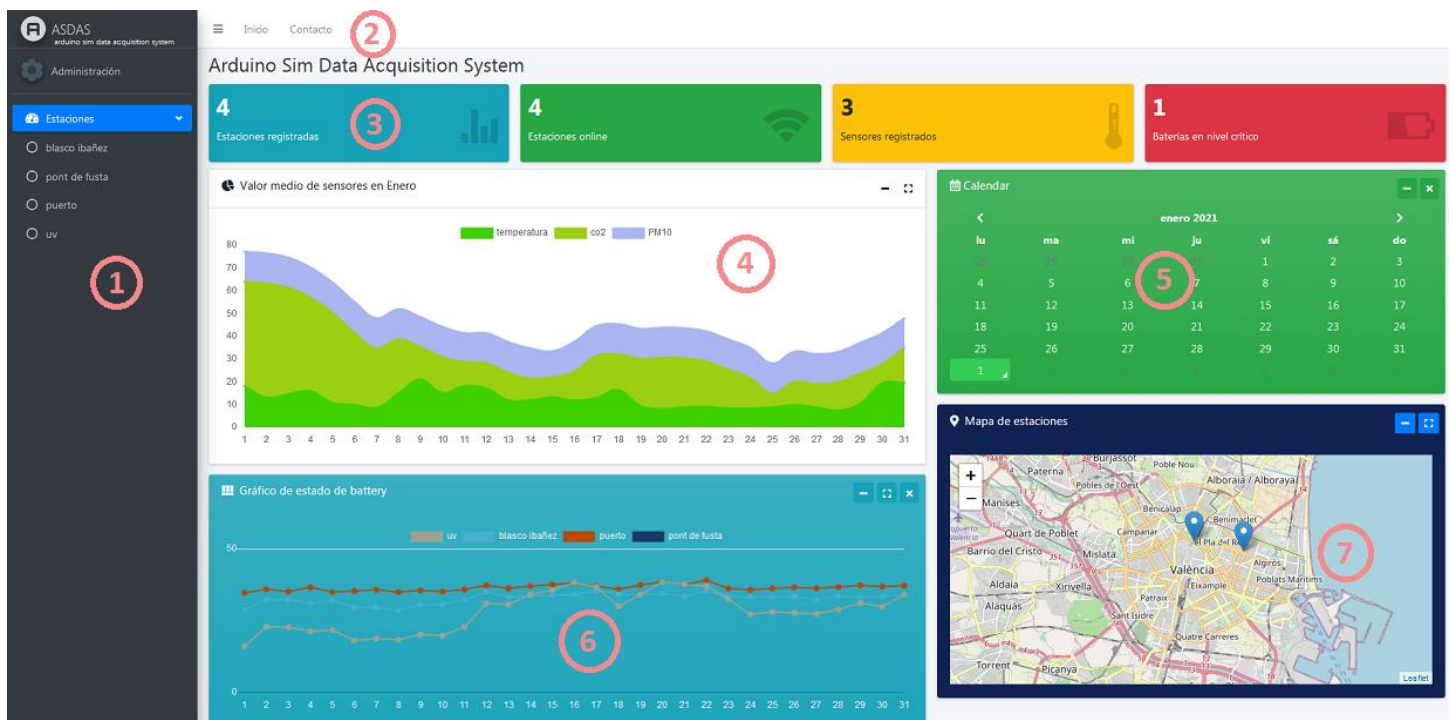 ASDAS
arduino sim data acquisition system
Administración
Estaciones
blasco ibañez
pont de fusta
puerto
uv
1
Inicio Contacto
2
Arduino Sim Data Acquisition System
4
Estaciones registradas
3
4
Estaciones online
3
Sensores registrados
1
Baterías en nivel crítico
Valor medio de sensores en Enero
temperatura co2 PM10
4
80
70
60
50
40
30
20
10
0
1 2 3 4 5 6 7 8 9 10 11 12 13 14 15 16 17 18 19 20 21 22 23 24 25 26 27 28 29 30 31
Calendar
enero 2021
lu ma mi ju vi sá do
28 29 30 31 1 2 3
4 5 6 7 8 9 10
5
11 12 13 14 15 16 17
18 19 20 21 22 23 24
25 26 27 28 29 30 31
1
Gráfico de estado de battery
uv blasco ibañez puerto pont de fusta
50
6
0
1 2 3 4 5 6 7 8 9 10 11 12 13 14 15 16 17 18 19 20 21 22 23 24 25 26 27 28 29 30 31
Mapa de estaciones
+
−
Burjassot
Paterna
Poble Nou
Pobles de l'Oest
Alboraia / Alboraya
Manises
Benicalap
Benimaclet
Quart de Poblet
Campanar
el Pla del R
Barrio del Cristo
Mislata
València
Algirós
Aldaia
Xirivella
l'Eixample
Poblats Marítims
Patraix
Alaquàs
Sant Isidre
Quatre Carreres
Torrent
Picanya
7
Leaflet